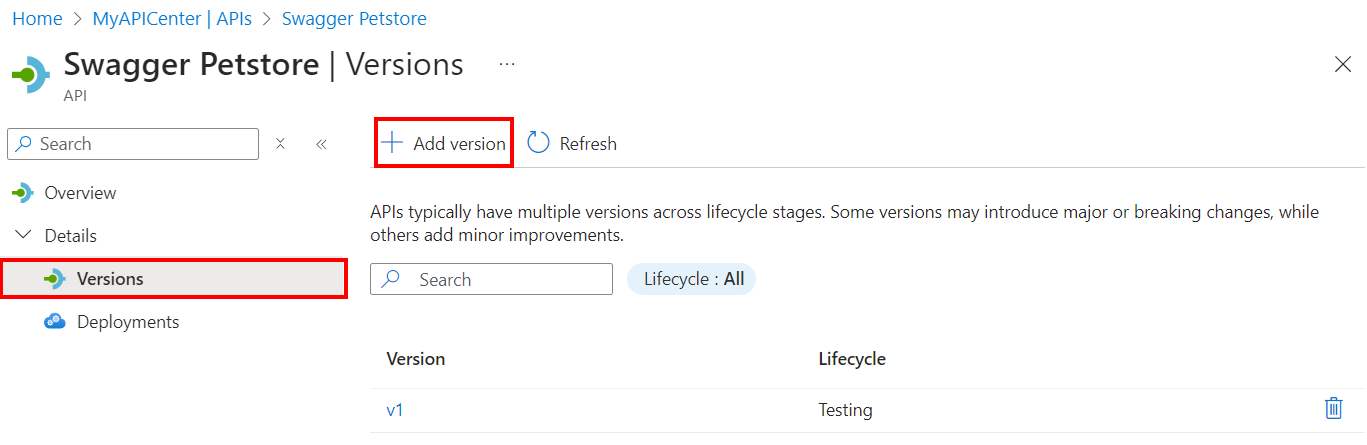 Home > MyAPICenter | APIs > Swagger Petstore
Swagger Petstore | Versions ...
API
Search
Add version
Refresh
Overview
Details
Versions
Deployments
APIs typically have multiple versions across lifecycle stages. Some versions may introduce major or breaking changes, while
others add minor improvements.
Search
Lifecycle : All
Version Lifecycle
v1 Testing